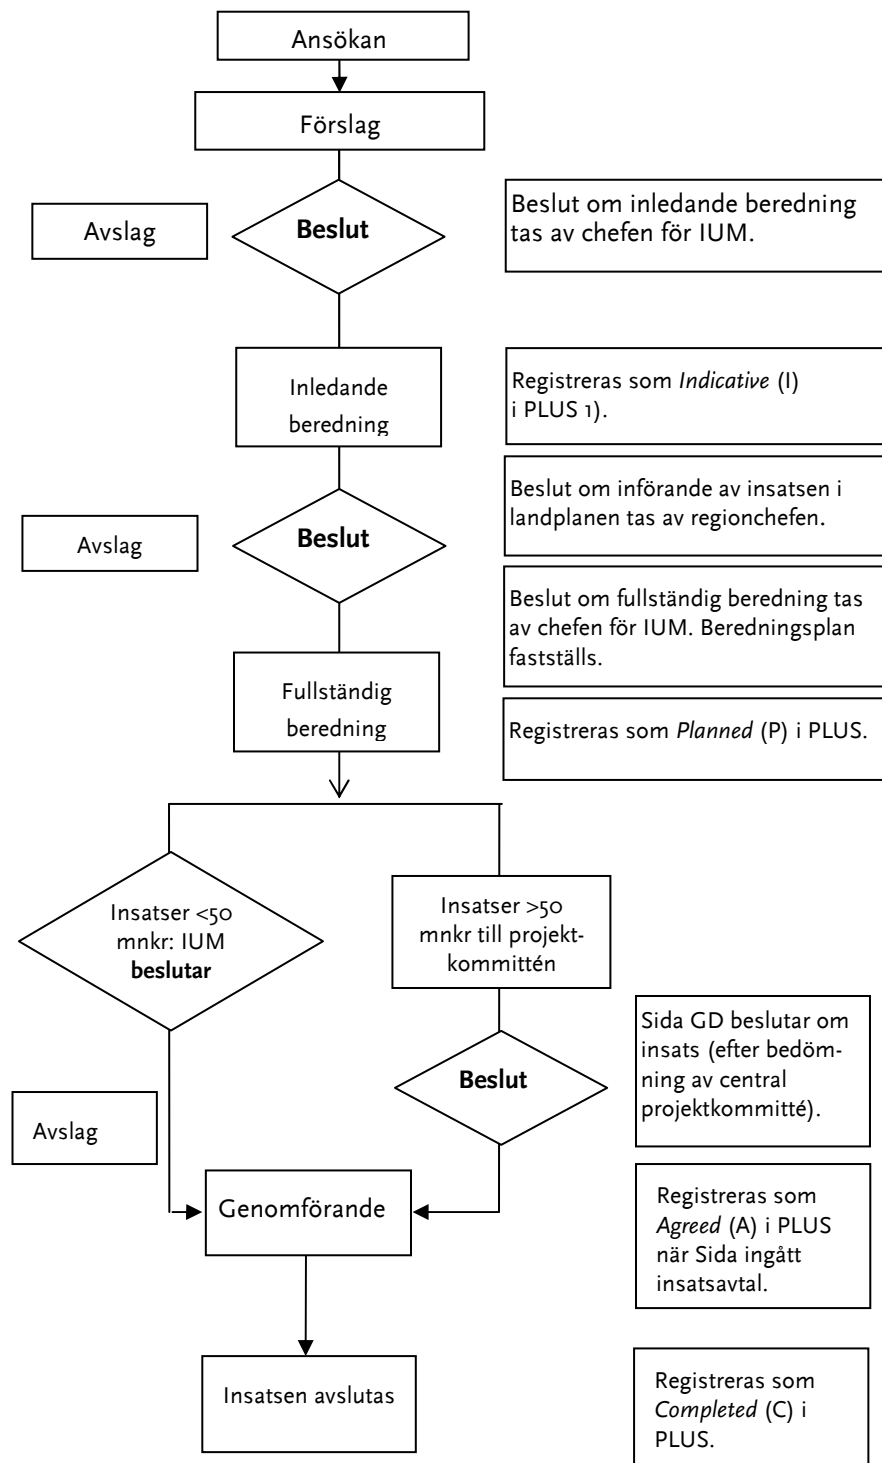 Ansökan
Förslag
Avslag
Beslut
Beslut om inledande beredning
tas av chefen för IUM.
Inledande
beredning
Registreras som Indicative (I)
i PLUS 1).
Avslag
Beslut
Beslut om införande av insatsen i
landplanen tas av regionchefen.
Beslut om fullständig beredning tas
av chefen för IUM. Beredningsplan
fastställs.
Fullständig
beredning
Registreras som Planned (P) i PLUS.
Insatser <50
mnkr: IUM
beslutar
Insatser >50
mnkr till projekt-
kommittén
Beslut
Sida GD beslutar om
insats (efter bedöm-
ning av central
projektkommitté).
Avslag
Genomförande
Registreras som
Agreed (A) i PLUS
när Sida ingått
insatsavtal.
Insatsen avslutas
Registreras som
Completed (C) i
PLUS.